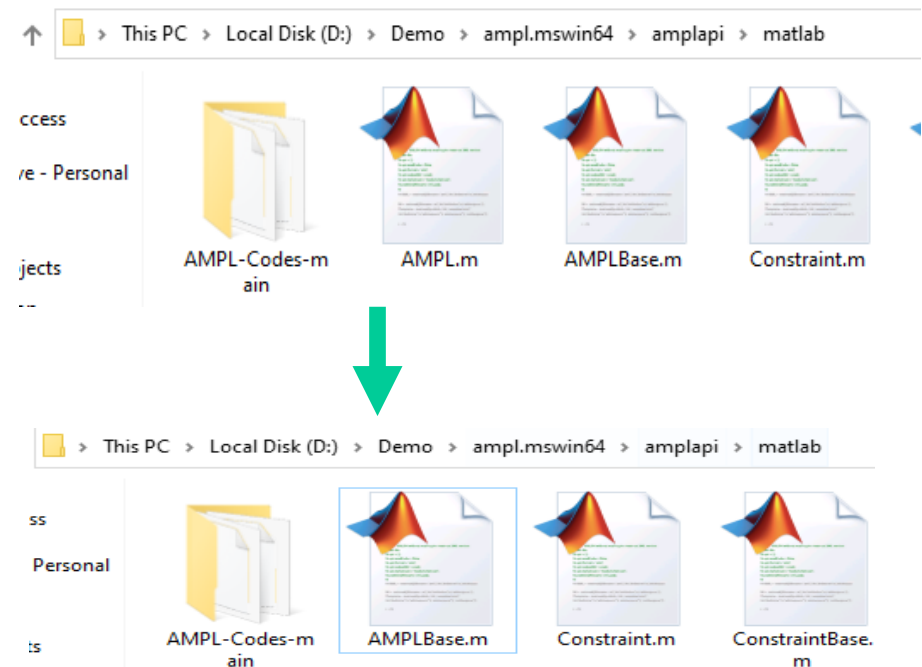 This PC > Local Disk (D:) > Demo > ampl.mswin64 > amplapi > matlab
ccess
ve - Personal
jects
AMPL-Codes-m
ain
AMPL.m
AMPLBase.m
Constraint.m
This PC > Local Disk (D:) > Demo > ampl.mswin64 > amplapi > matlab
ss
Personal
ts
AMPL-Codes-m
ain
AMPLBase.m
Constraint.m
ConstraintBase.
m